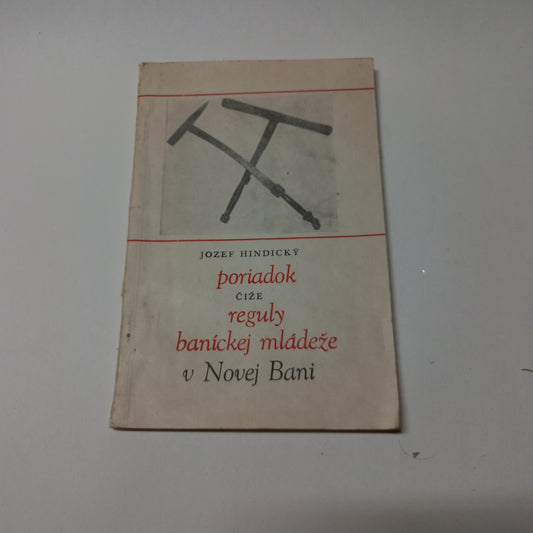 JOZEF HINDICKÝ
poriadok
ČIŽE
reguly
baníckej mládeže
v Novej Bani